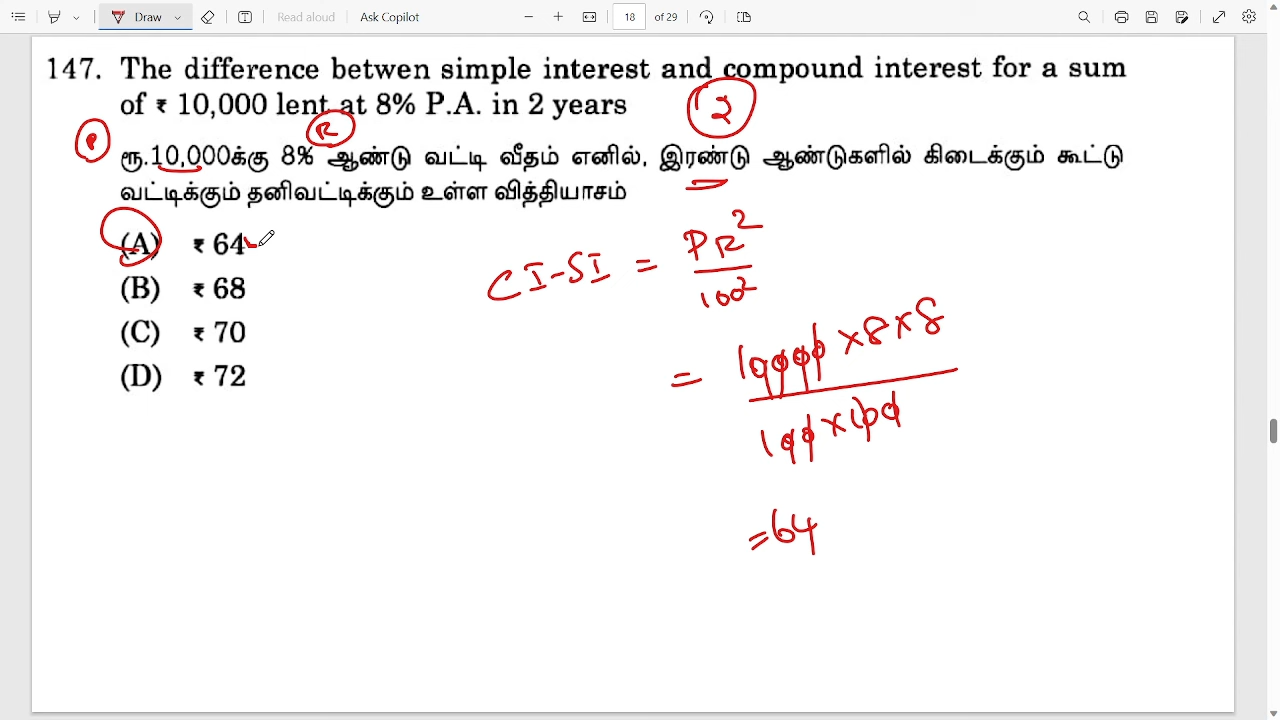 Draw
Read aloud
Ask Copilot
18
of 29
147. The difference betwen simple interest and compound interest for a sum
of ₹ 10,000 lent at 8% P.A. in 2 years
P
R
2
ரூ.10,000க்கு 8% ஆண்டு வட்டி வீதம் எனில், இரண்டு ஆண்டுகளில் கிடைக்கும் கூட்டு
வட்டிக்கும் தனிவட்டிக்கும் உள்ள வித்தியாசம்
(A) ₹ 64
(B) ₹ 68
(C) ₹ 70
(D) ₹ 72
CI-SI = PR²
100²
= 10000 × 8 × 8
100 × 100
= 64